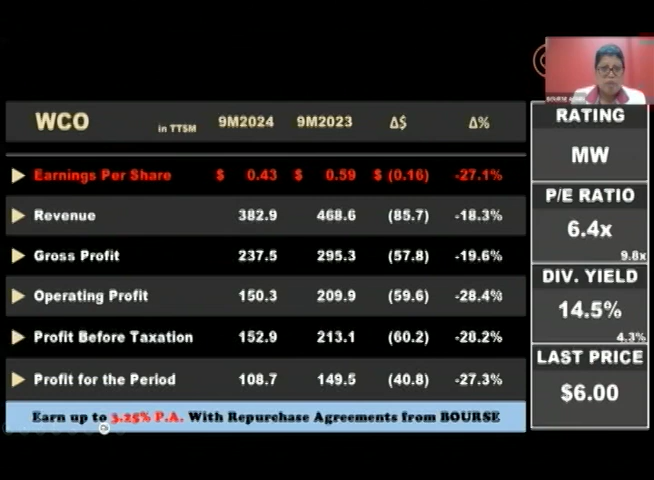 WCO in TT$M 9M2024 9M2023 Δ$ Δ%
Earnings Per Share $ 0.43 $ 0.59 $ (0.16) -27.1%
Revenue 382.9 468.6 (85.7) -18.3%
Gross Profit 237.5 295.3 (57.8) -19.6%
Operating Profit 150.3 209.9 (59.6) -28.4%
Profit Before Taxation 152.9 213.1 (60.2) -28.2%
Profit for the Period 108.7 149.5 (40.8) -27.3%
Earn up to 3.25% P.A. With Repurchase Agreements from BOURSE
RATING
MW
P/E RATIO
6.4x
9.8x
DIV. YIELD
14.5%
4.3%
LAST PRICE
$6.00